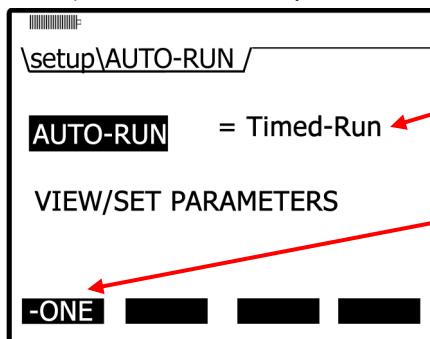 \setup\AUTO-RUN /
AUTO-RUN = Timed-Run
VIEW/SET PARAMETERS
-ONE